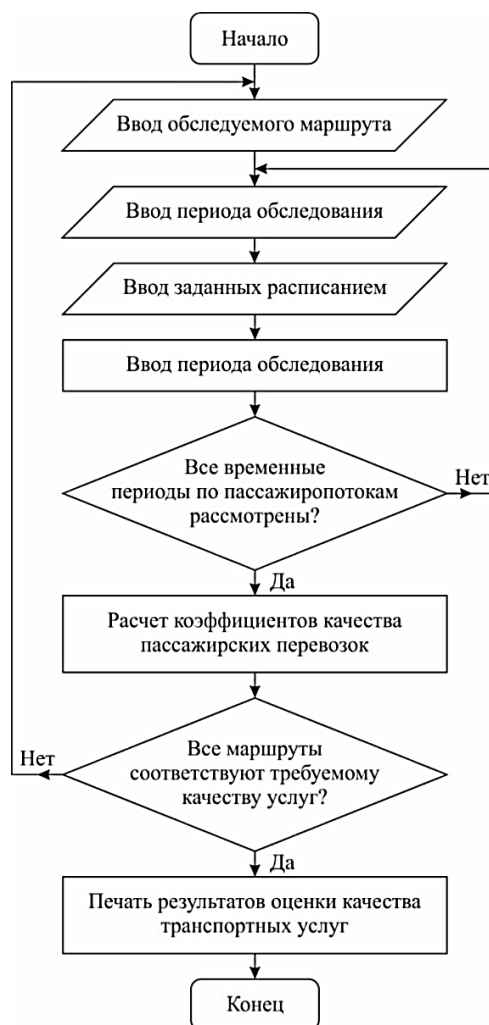 Начало
Ввод обследуемого маршрута
Ввод периода обследования
Ввод заданных расписанием
Ввод периода обследования
Все временные
периоды по пассажиропотокам
рассмотрены?
Нет
Да
Расчет коэффициентов качества
пассажирских перевозок
Нет
Все маршруты
соответствуют требуемому
качеству услуг?
Да
Печать результатов оценки качества
транспортных услуг
Конец